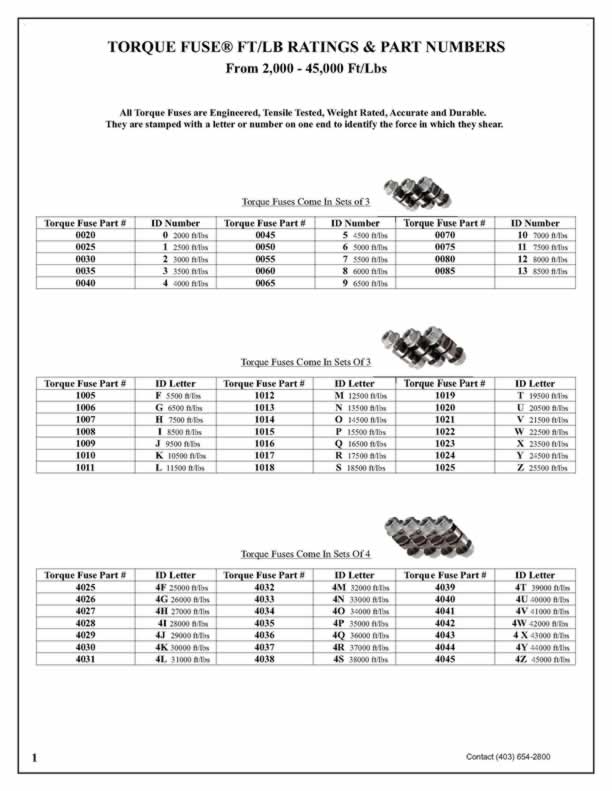 TORQUE FUSE® FT/LB RATINGS & PART NUMBERS
From 2,000 - 45,000 Ft/Lbs
All Torque Fuses are Engineered, Tensile Tested, Weight Rated, Accurate and Durable.
They are stamped with a letter or number on one end to identify the force in which they shear.
Torque Fuses Come In Sets of 3
Torque Fuse Part # ID Number Torque Fuse Part # ID Number Torque Fuse Part # ID Number
0020 0 2000 ft/lbs 0045 5 4500 ft/lbs 0070 10 7000 ft/lbs
0025 1 2500 ft/lbs 0050 6 5000 ft/lbs 0075 11 7500 ft/lbs
0030 2 3000 ft/lbs 0055 7 5500 ft/lbs 0080 12 8000 ft/lbs
0035 3 3500 ft/lbs 0060 8 6000 ft/lbs 0085 13 8500 ft/lbs
0040 4 4000 ft/lbs 0065 9 6500 ft/lbs
Torque Fuses Come In Sets Of 3
Torque Fuse Part # ID Letter Torque Fuse Part # ID Letter Torque Fuse Part # ID Letter
1005 F 5500 ft/lbs 1012 M 12500 ft/lbs 1019 T 19500 ft/lbs
1006 G 6500 ft/lbs 1013 N 13500 ft/lbs 1020 U 20500 ft/lbs
1007 H 7500 ft/lbs 1014 O 14500 ft/lbs 1021 V 21500 ft/lbs
1008 I 8500 ft/lbs 1015 P 15500 ft/lbs 1022 W 22500 ft/lbs
1009 J 9500 ft/lbs 1016 Q 16500 ft/lbs 1023 X 23500 ft/lbs
1010 K 10500 ft/lbs 1017 R 17500 ft/lbs 1024 Y 24500 ft/lbs
1011 L 11500 ft/lbs 1018 S 18500 ft/lbs 1025 Z 25500 ft/lbs
Torque Fuses Come In Sets Of 4
Torque Fuse Part # ID Letter Torque Fuse Part # ID Letter Torque Fuse Part # ID Letter
4025 4F 25000 ft/lbs 4032 4M 32000 ft/lbs 4039 4T 39000 ft/lbs
4026 4G 26000 ft/lbs 4033 4N 33000 ft/lbs 4040 4U 40000 ft/lbs
4027 4H 27000 ft/lbs 4034 4O 34000 ft/lbs 4041 4V 41000 ft/lbs
4028 4I 28000 ft/lbs 4035 4P 35000 ft/lbs 4042 4W 42000 ft/lbs
4029 4J 29000 ft/lbs 4036 4Q 36000 ft/lbs 4043 4 X 43000 ft/lbs
4030 4K 30000 ft/lbs 4037 4R 37000 ft/lbs 4044 4Y 44000 ft/lbs
4031 4L 31000 ft/lbs 4038 4S 38000 ft/lbs 4045 4Z 45000 ft/lbs
1 Contact (403) 654-2800